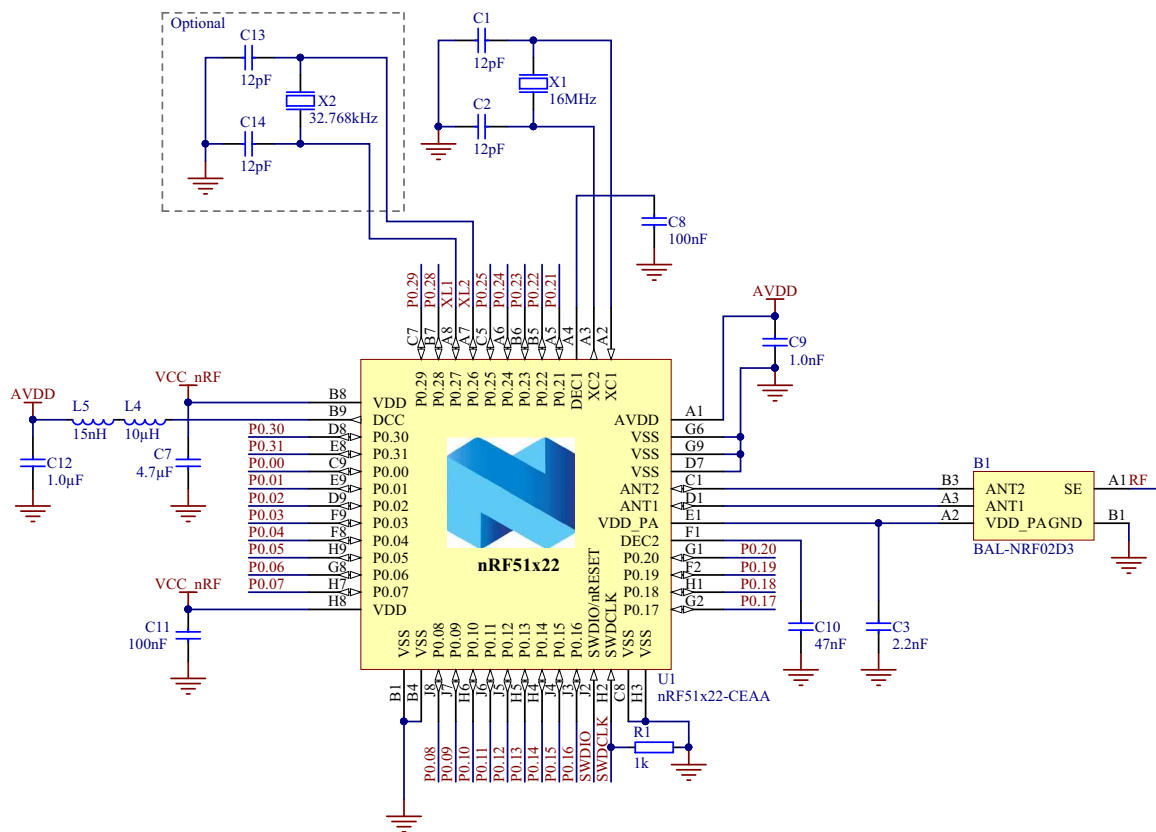 Optional
C13
12pF
X2
32.768kHz
C14
12pF
C1
12pF
X1
16MHz
C2
12pF
C8
100nF
P0.29
P0.28
XL1
XL2
P0.25
P0.24
P0.23
P0.22
P0.21
C7
B7
A8
A7
C5
A6
B6
B5
A5
A4
A3
A2
P0.29
P0.28
P0.27
P0.26
P0.25
P0.24
P0.23
P0.22
P0.21
DEC1
XC2
XC1
AVDD
C9
1.0nF
AVDD
L5
15nH
L4
10µH
VCC_nRF
C12
1.0µF
C7
4.7µF
B8 VDD
B9 DCC
P0.30 D8 P0.30
P0.31 E8 P0.31
P0.00 C9 P0.00
P0.01 E9 P0.01
P0.02 D9 P0.02
P0.03 F9 P0.03
P0.04 F8 P0.04
P0.05 H9 P0.05
P0.06 G8 P0.06
P0.07 H7 P0.07
H8 VDD
VCC_nRF
C11
100nF
nRF51x22
AVDD A1
VSS G6
VSS G9
VSS D7
ANT2 C1
ANT1 D1
VDD_PA E1
DEC2 F1
P0.20 G1 P0.20
P0.19 F2 P0.19
P0.18 H1 P0.18
P0.17 G2 P0.17
B1
B3 ANT2 SE A1 RF
A3 ANT1
A2 VDD_PA GND B1
BAL-NRF02D3
C10
47nF
C3
2.2nF
VSS
VSS
P0.08
P0.09
P0.10
P0.11
P0.12
P0.13
P0.14
P0.15
P0.16
SWDIO/nRESET
SWDCLK
VSS
VSS
U1
nRF51x22-CEAA
B1
B4
J8
J7
H6
J6
J5
H5
H4
J4
J3
J2
H2
C8
H3
P0.08
P0.09
P0.10
P0.11
P0.12
P0.13
P0.14
P0.15
P0.16
SWDIO
SWDCLK
R1
1k